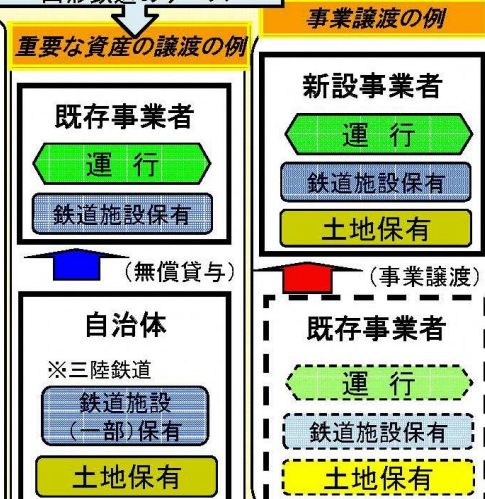 重要な資産の譲渡の例
既存事業者
運 行
鉄道施設保有
(無償貸与)
自治体
※三陸鉄道
鉄道施設
(一部)保有
土地保有
事業譲渡の例
新設事業者
運 行
鉄道施設保有
土地保有
(事業譲渡)
既存事業者
運 行
鉄道施設保有
土地保有